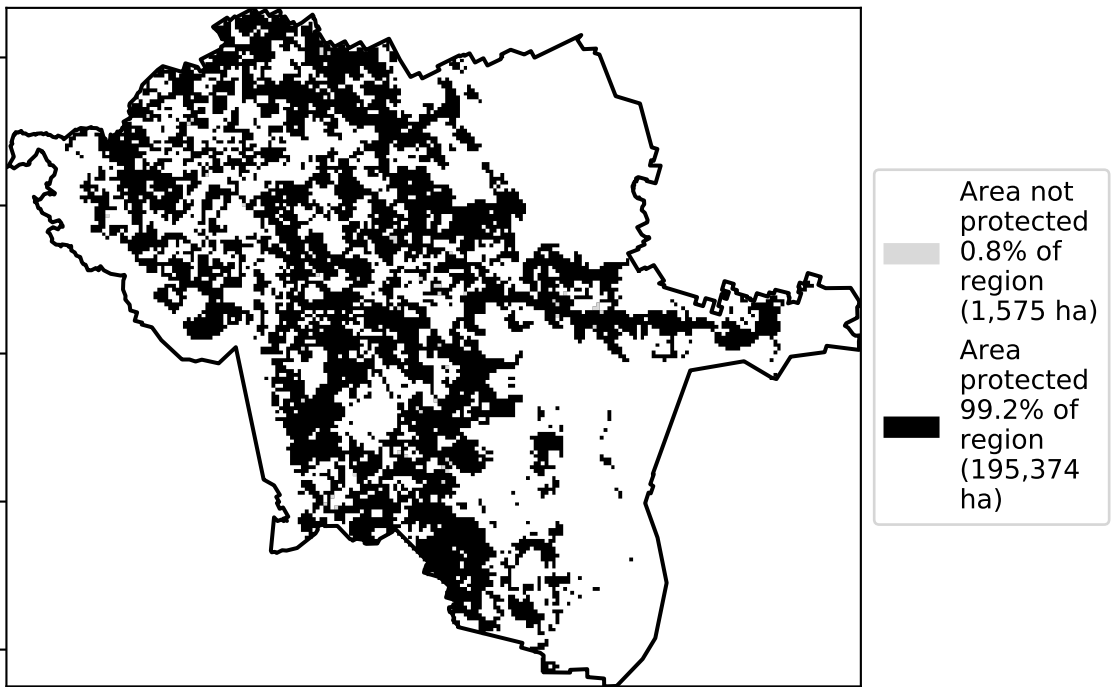 Area not
protected
0.8% of
region
(1,575 ha)
Area
protected
99.2% of
region
(195,374
ha)